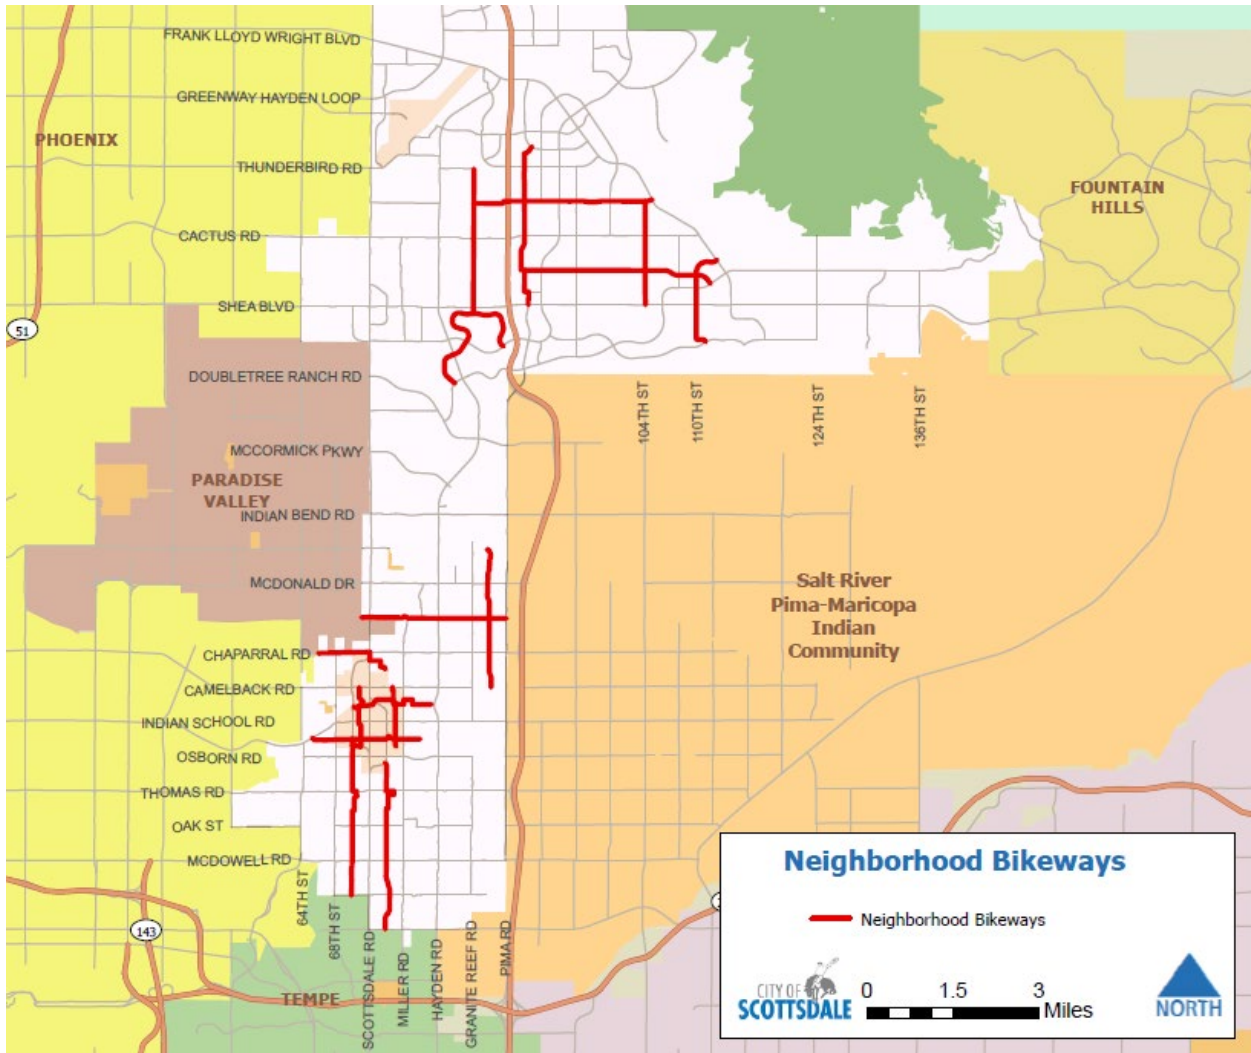 FRANK LLOYD WRIGHT BLVD
GREENWAY HAYDEN LOOP
PHOENIX
THUNDERBIRD RD
FOUNTAIN
HILLS
CACTUS RD
SHEA BLVD
51
DOUBLETREE RANCH RD
104TH ST
110TH ST
124TH ST
136TH ST
MCCORMICK PKWY
PARADISE
VALLEY
INDIAN BEND RD
MCDONALD DR
Salt River
Pima-Maricopa
Indian
Community
CHAPARRAL RD
CAMELBACK RD
INDIAN SCHOOL RD
OSBORN RD
THOMAS RD
OAK ST
MCDOWELL RD
64TH ST
68TH ST
SCOTTSDALE RD
MILLER RD
HAYDEN RD
GRANITE REEF RD
PIMA RD
143
TEMPE
Neighborhood Bikeways
Neighborhood Bikeways
CITY OF
SCOTTSDALE
0 1.5 3
Miles
NORTH